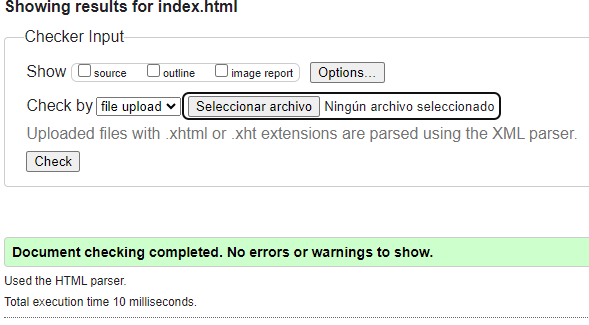 Showing results for index.html
Checker Input
Show source outline image report Options...
Check by file upload Seleccionar archivo Ningún archivo seleccionado
Uploaded files with .xhtml or .xht extensions are parsed using the XML parser.
Check
Document checking completed. No errors or warnings to show.
Used the HTML parser.
Total execution time 10 milliseconds.